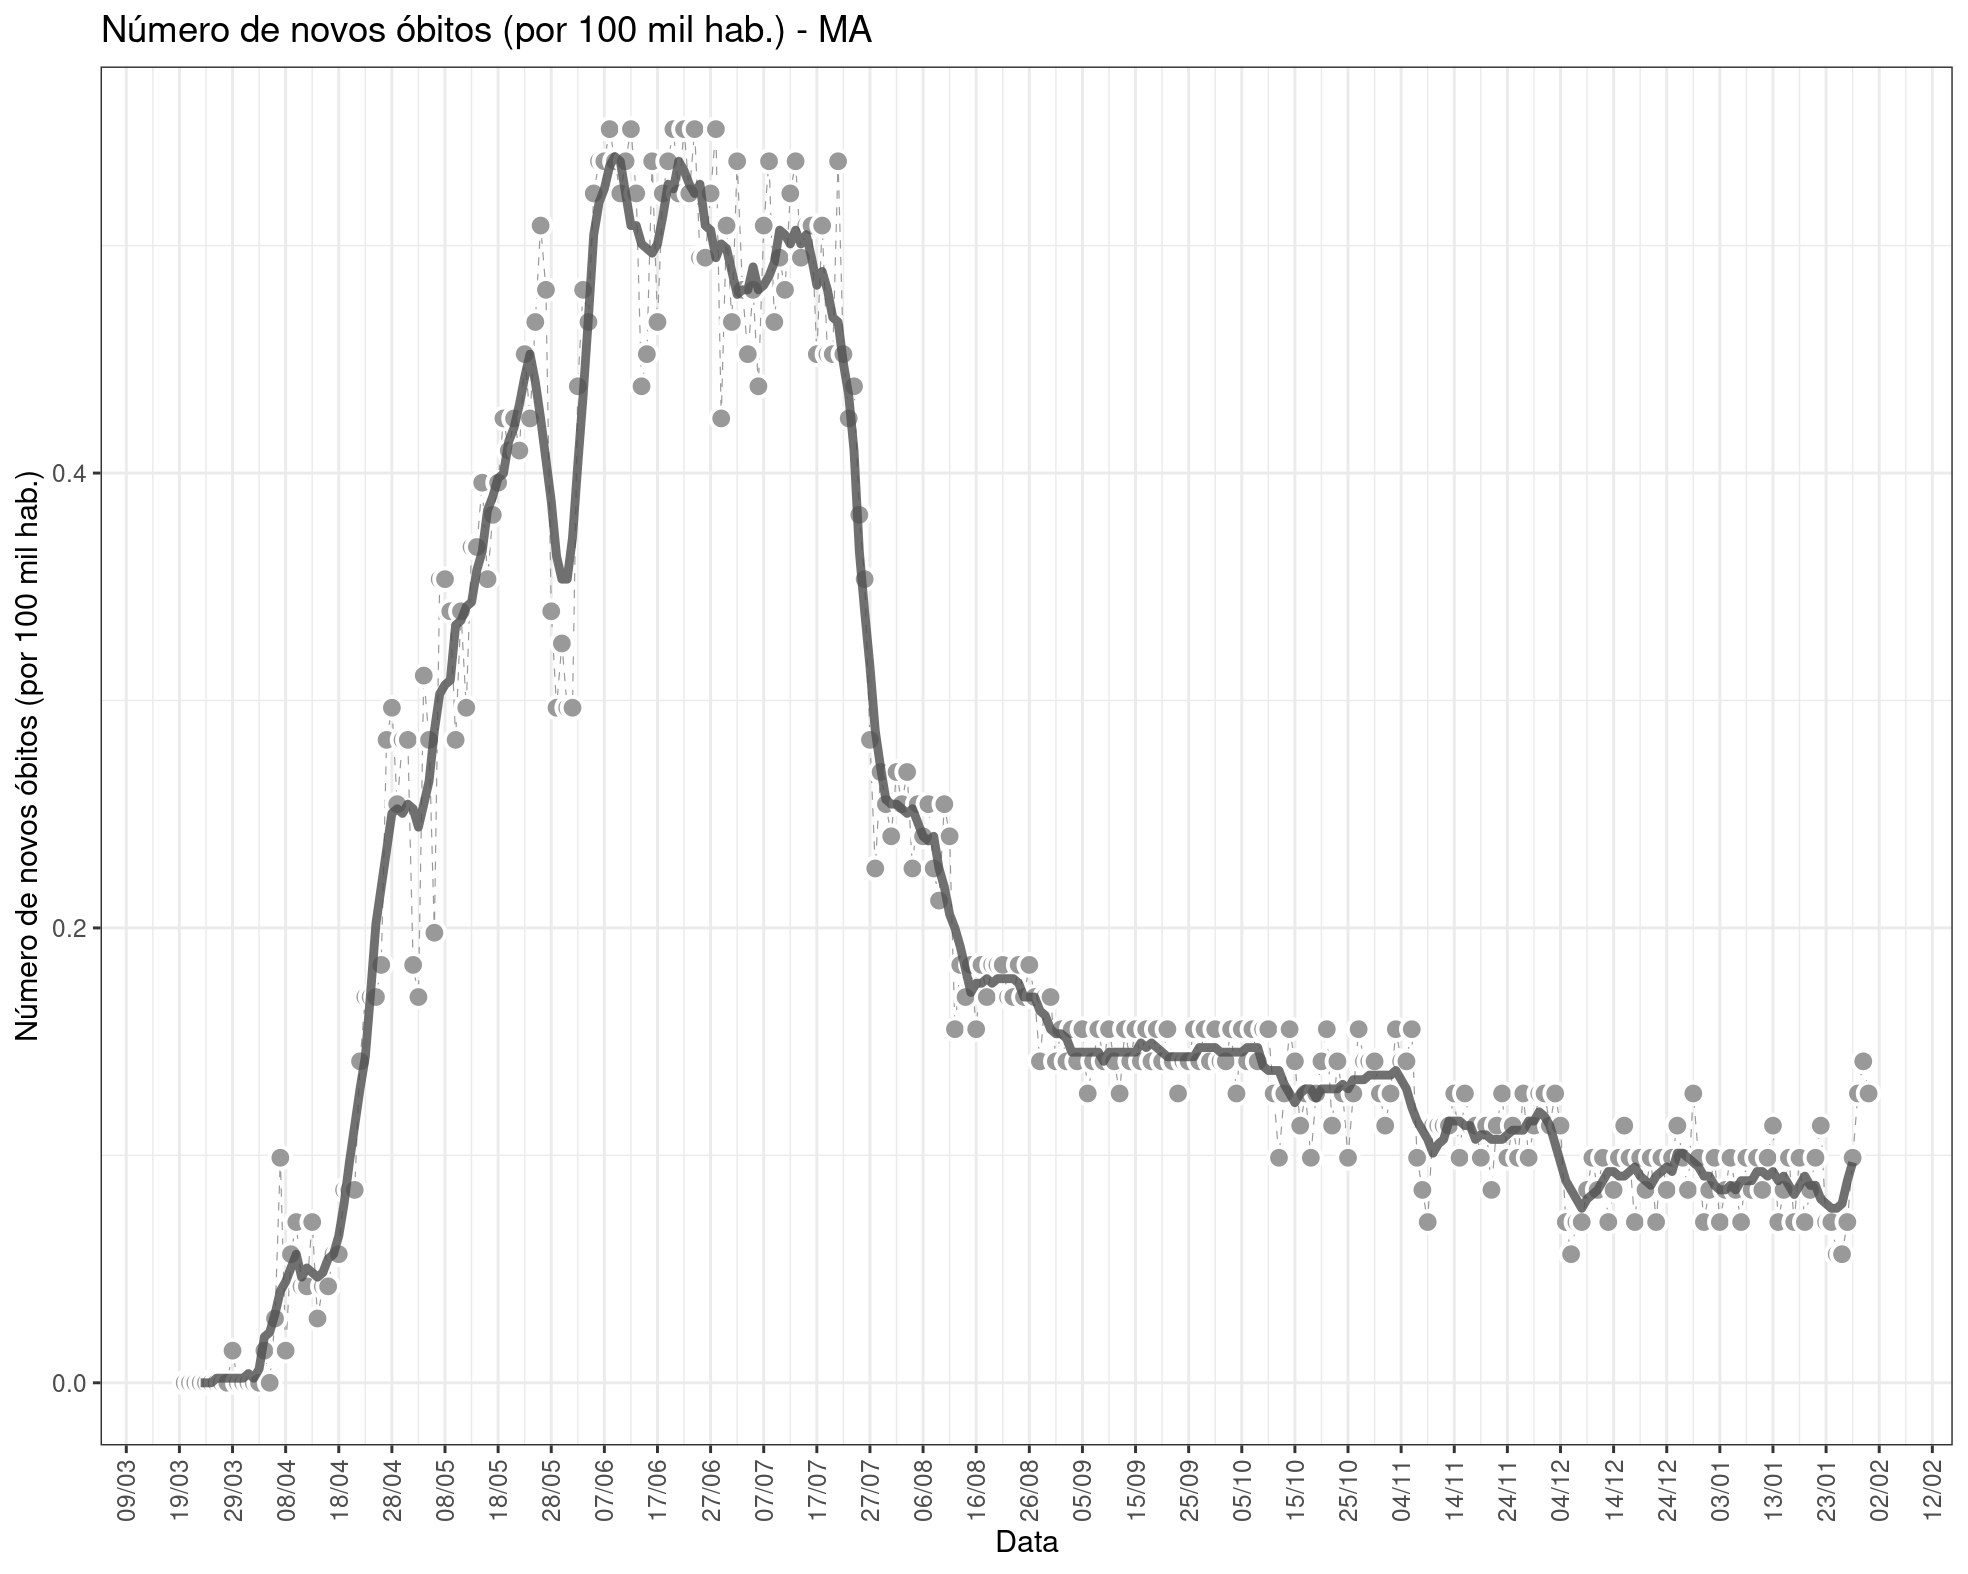 Número de novos óbitos (por 100 mil hab.) - MA
Número de novos óbitos (por 100 mil hab.)
0.4
0.2
0.0
09/03 19/03 29/03 08/04 18/04 28/04 08/05 18/05 28/05 07/06 17/06 27/06 07/07 17/07 27/07 06/08 16/08 26/08 05/09 15/09 25/09 05/10 15/10 25/10 04/11 14/11 24/11 04/12 14/12 24/12 03/01 13/01 23/01 02/02 12/02
Data